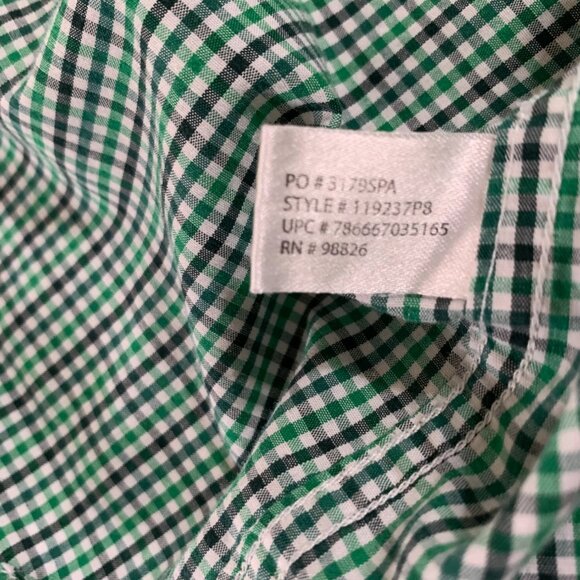 PO # 3179SPA
STYLE # 119237P8
UPC # 786667035165
RN # 98826